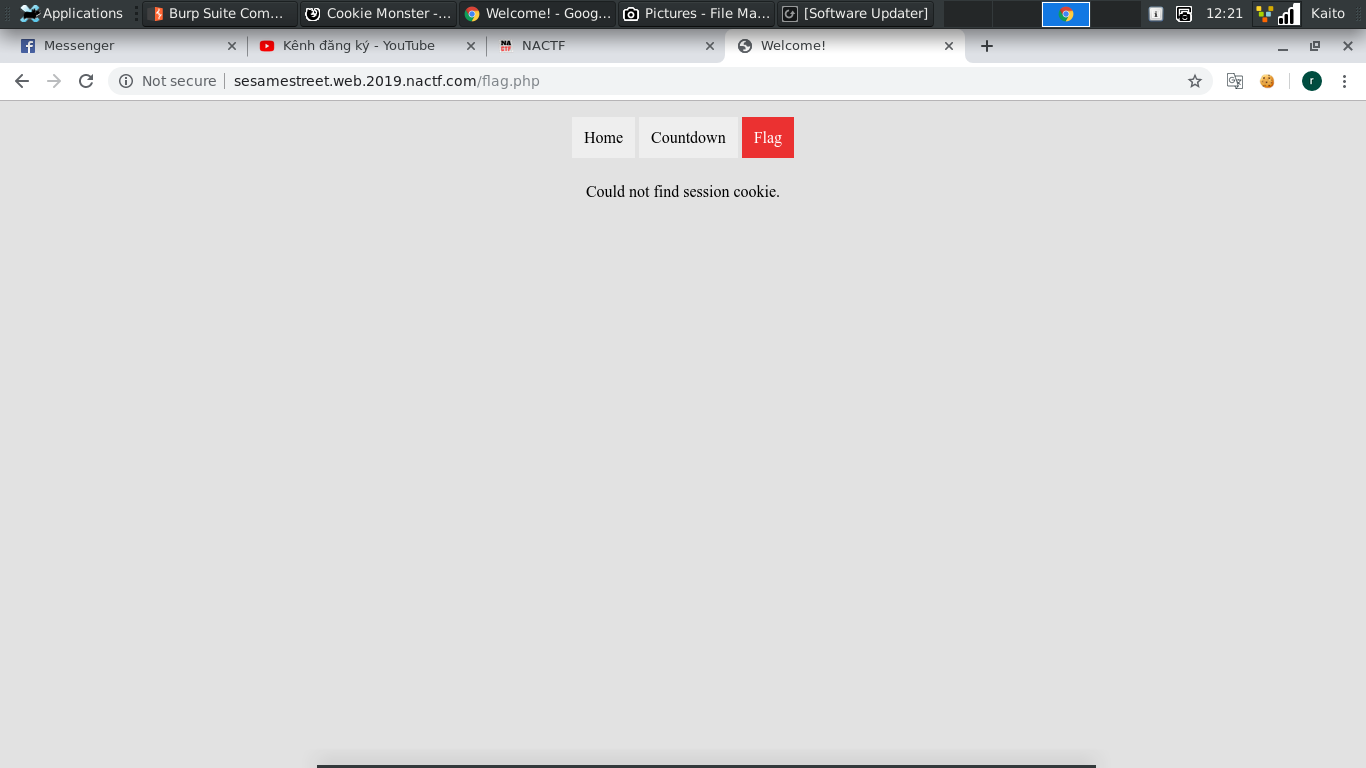 Applications Burp Suite Com... Cookie Monster -... Welcome! - Goog... Pictures - File Ma... [Software Updater] 12:21 Kaito
Messenger Kênh đăng ký - YouTube NACTF Welcome!
Not secure sesamestreet.web.2019.nactf.com/flag.php r
Home Countdown Flag
Could not find session cookie.